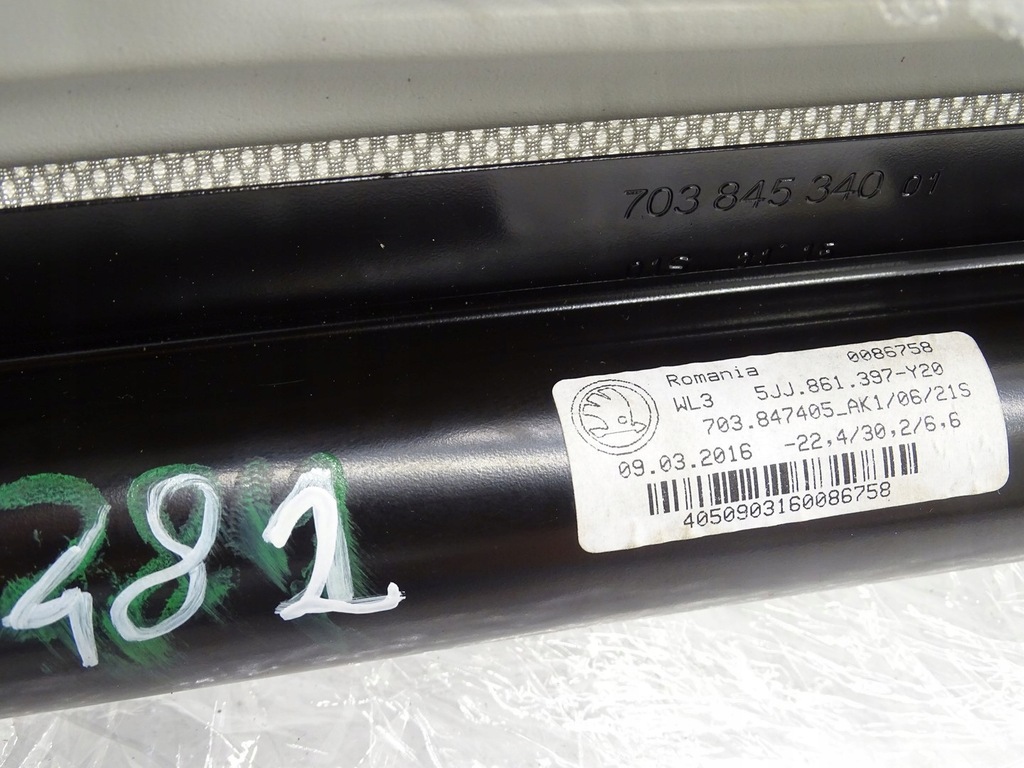 703 845 340 01
Romania 0086758
WL3 5JJ.861.397-Y20
703.847405_AK1/06/21S
09.03.2016 -22,4/30,2/6,6
4050903160086758